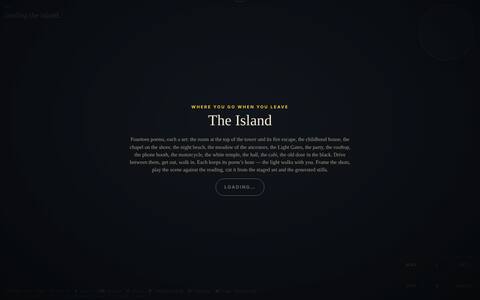 WHERE YOU GO WHEN YOU LEAVE
The Island
Fourteen poems, each a set: the room at the top of the tower and its fire escape, the childhood house, the
chapel on the shore, the night beach, the meadow of the ancestors, the Light Gates, the party, the rooftop,
the phone booth, the motorcycle, the white temple, the hall, the café, the old door in the black. Drive
between them, get out, walk in. Each keeps its poem's hour — the light walks with you. Frame the shots,
play the scene against the reading, cut it from the staged set and the generated stills.
LOADING…